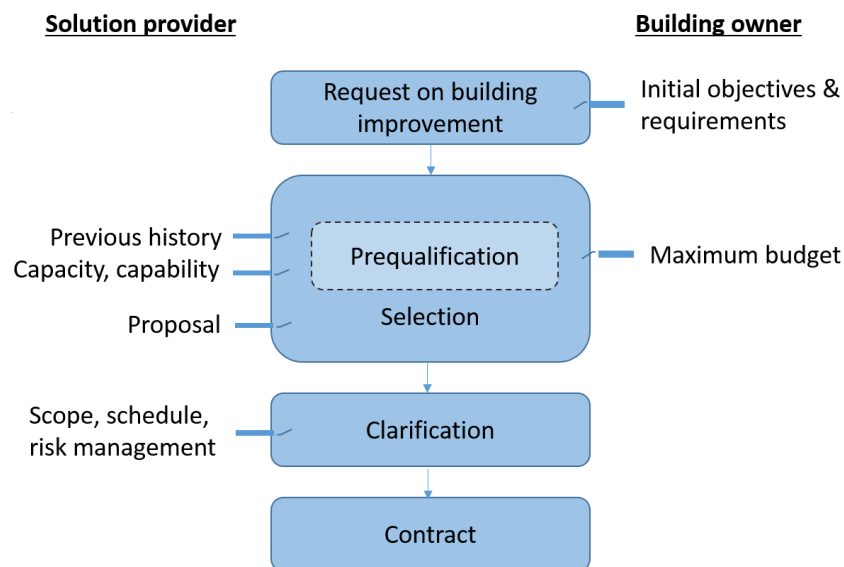 Solution provider
Building owner
Request on building
improvement
Initial objectives &
requirements
Previous history
Capacity, capability
Proposal
Prequalification
Selection
Maximum budget
Scope, schedule,
risk management
Clarification
Contract